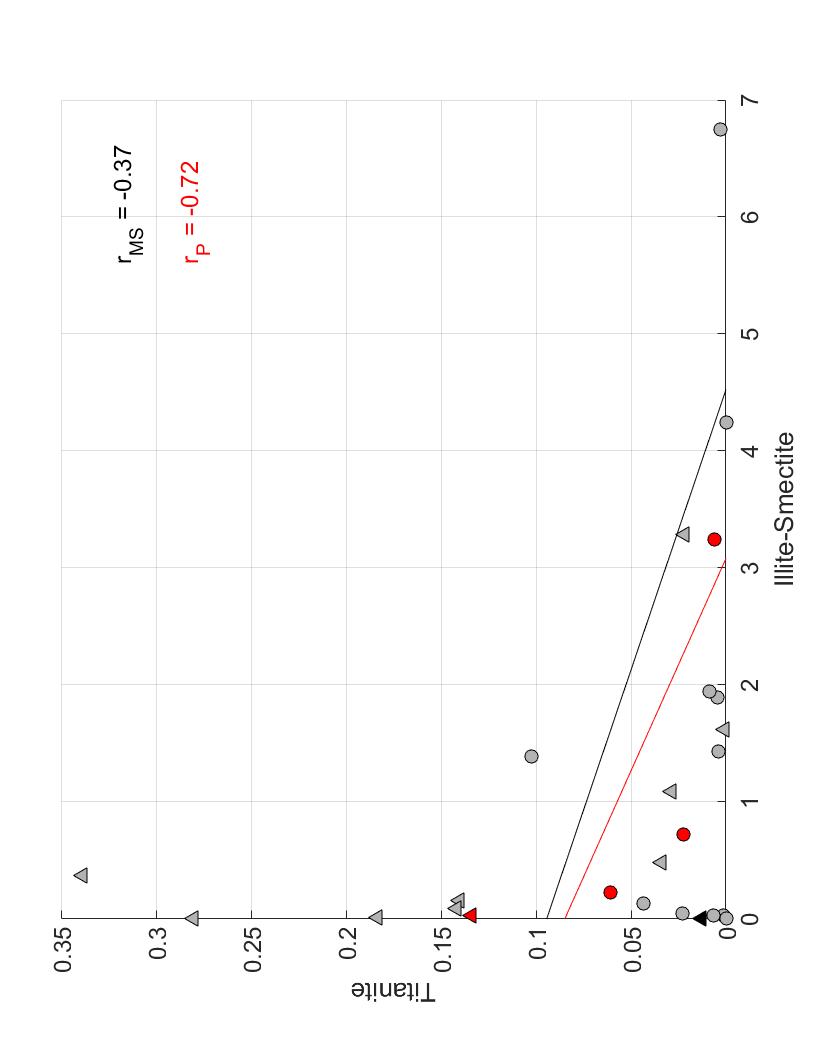 0.35
0.3
0.25
0.2
0.15
0.1
0.05
0
Titanite
r_MS = -0.37
r_P = -0.72
0 1 2 3 4 5 6 7
Illite-Smectite